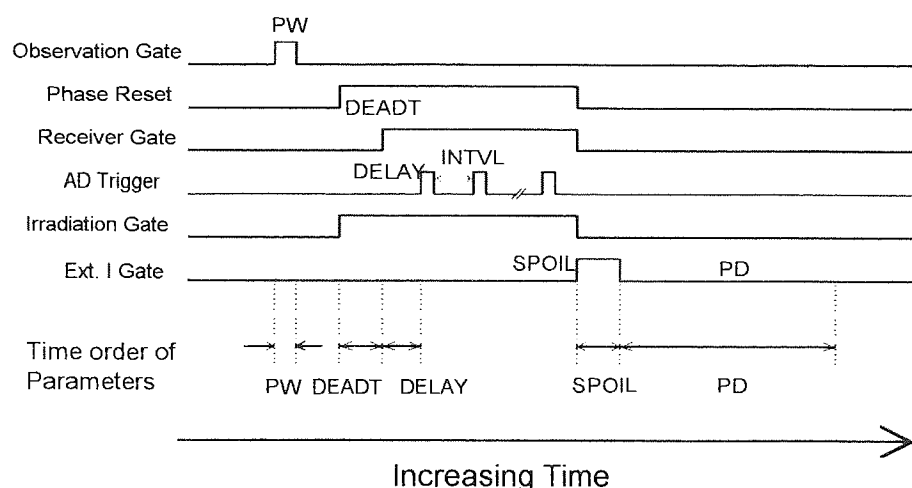 PW
Observation Gate
Phase Reset
DEADT
Receiver Gate
DELAY INTVL
AD Trigger
Irradiation Gate
Ext. I Gate SPOIL PD
Time order of
Parameters
PW DEADT DELAY SPOIL PD
Increasing Time